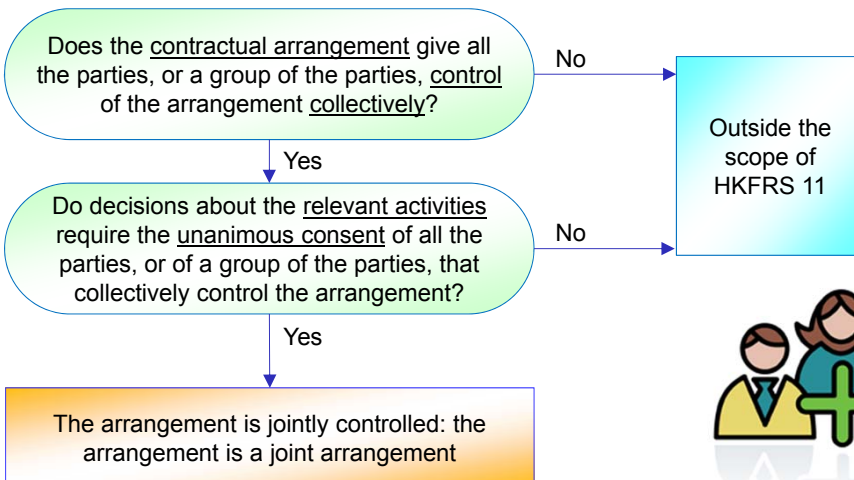 Does the contractual arrangement give all
the parties, or a group of the parties, control
of the arrangement collectively?
No
Outside the
scope of
HKFRS 11
Yes
Do decisions about the relevant activities
require the unanimous consent of all the
parties, or of a group of the parties, that
collectively control the arrangement?
No
Yes
The arrangement is jointly controlled: the
arrangement is a joint arrangement